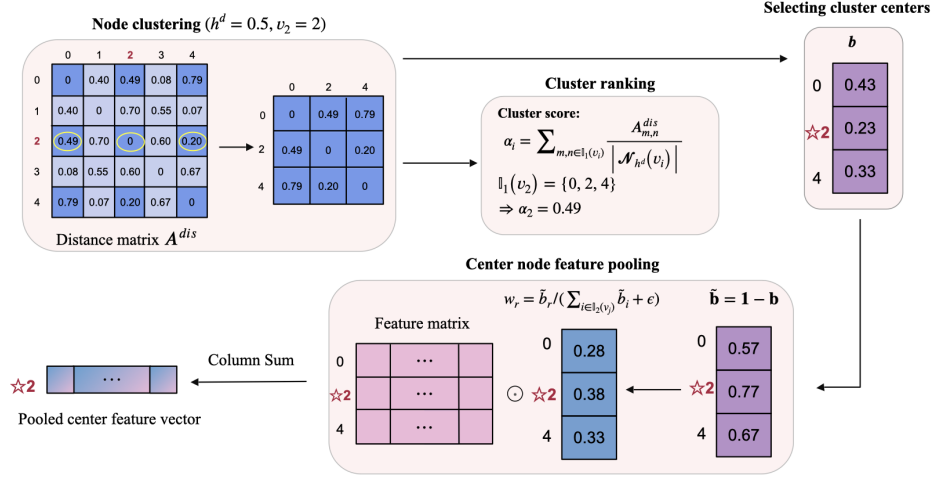 Node clustering (h^d = 0.5, v_2 = 2)
0 1 2 3 4
0 0 0.40 0.49 0.08 0.79
1 0.40 0 0.70 0.55 0.07
2 0.49 0.70 0 0.60 0.20
3 0.08 0.55 0.60 0 0.67
4 0.79 0.07 0.20 0.67 0
Distance matrix A^{dis}
0 2 4
0 0 0.49 0.79
2 0.49 0 0.20
4 0.79 0.20 0
Cluster ranking
Cluster score:
α_i = ∑_{m,n∈𝕀_1(v_i)} A^{dis}_{m,n} / |𝒩_{h^d}(v_i)|
𝕀_1(v_2) = {0, 2, 4}
⇒ α_2 = 0.49
Selecting cluster centers
b
0 0.43
☆2 0.23
4 0.33
Center node feature pooling
w_r = b̃_r/(∑_{i∈𝕀_2(v_j)} b̃_i + ϵ)
b̃ = 1 − b
0 0.57
☆2 0.77
4 0.67
0 0.28
☆2 0.38
4 0.33
⊙
Feature matrix
0 ...
☆2 ...
4 ...
Column Sum
☆2 ...
Pooled center feature vector